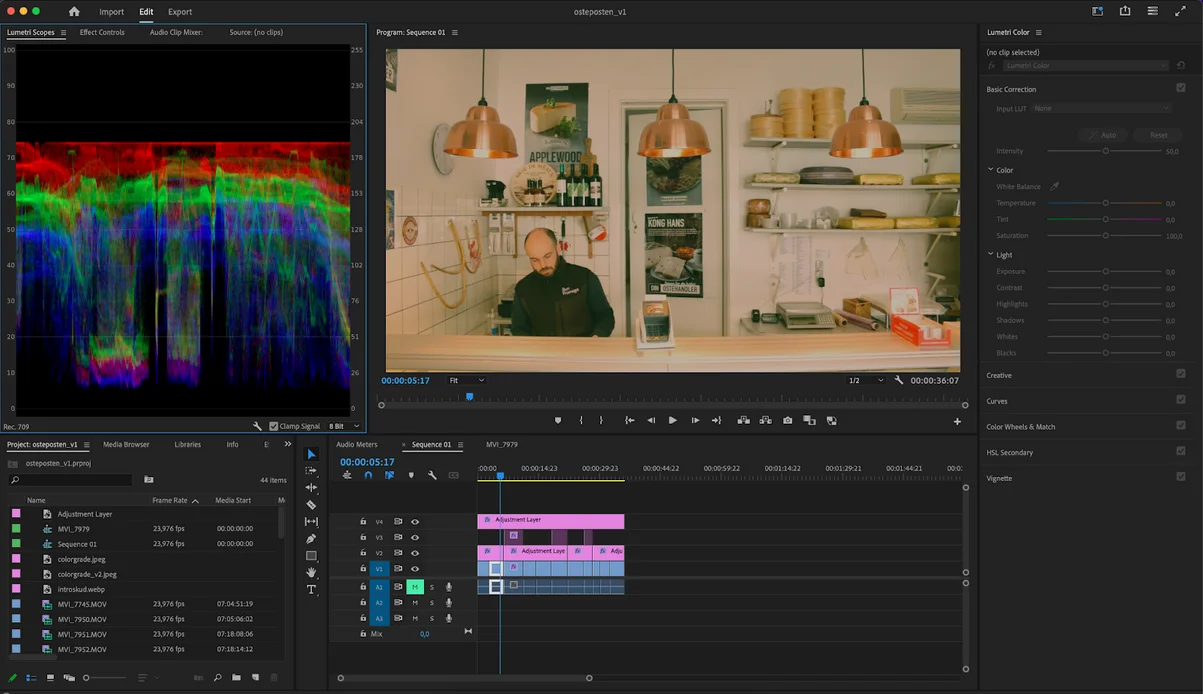 Import Edit Export osteposten_v1
Lumetri Scopes Effect Controls Audio Clip Mixer: Source: (no clips)
Program: Sequence 01
Lumetri Color
(no clip selected)
fx Lumetri Color
Basic Correction
Input LUT None
Auto Reset
Intensity 50,0
Color
White Balance
Temperature 0,0
Tint 0,0
Saturation 100,0
Light
Exposure 0,0
Contrast 0,0
Highlights 0,0
Shadows 0,0
Whites 0,0
Blacks 0,0
Creative
Curves
Color Wheels & Match
HSL Secondary
Vignette
100 255
90 230
80 204
70 178
60 153
50 128
40 102
30 76
20 51
10 26
0 0
Rec. 709 Clamp Signal 8 Bit
APPLEWOOD
KONG HANS
OSTEHANDLER
00:00:05:17 Fit 1/2 00:00:36:07
Project: osteposten_v1 Media Browser Libraries Info E
osteposten_v1.prproj
44 items
Name Frame Rate Media Start M
Adjustment Layer
MVI_7979 23,976 fps 00:00:00:00
Sequence 01 23,976 fps 00:00:00:00
colorgrade.jpeg
colorgrade_v2.jpeg
introskud.webp
MVI_7745.MOV 23,976 fps 07:04:51:19
MVI_7950.MOV 23,976 fps 07:05:06:02
MVI_7951.MOV 23,976 fps 07:18:08:06
MVI_7952.MOV 23,976 fps 07:18:14:12
Audio Meters × Sequence 01 MVI_7979
00:00:05:17
:00:00 00:00:14:23 00:00:29:23 00:00:44:22 00:00:59:22 00:01:14:22 00:01:29:21 00:01:44:21 00:0
V4 fx Adjustment Layer
V3 fx
V2 fx fx Adjustment Laye fx fx Adju
V1 fx
A1 M S fx
A2 M S
A3 M S
Mix 0,0